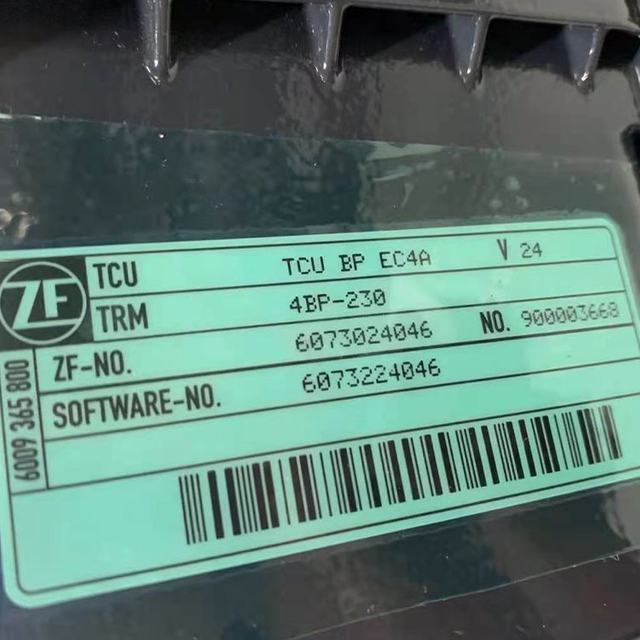 ZF
TCU TCU BP EC4A V 24
TRM 4BP-230
ZF-NO. 6073024046 NO. 900003668
SOFTWARE-NO. 6073224046
6009 365 800